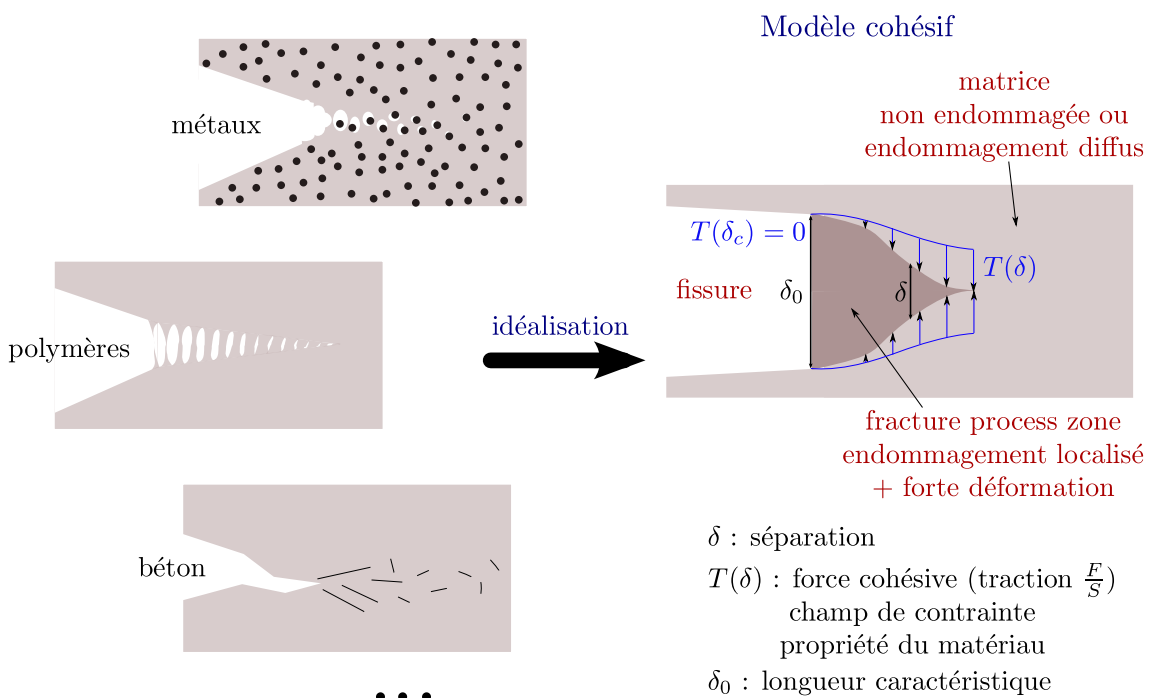 Modèle cohésif
métaux
matrice
non endommagée ou
endommagement diffus
T(δ_c) = 0
T(δ)
fissure
δ₀
δ
idéalisation
polymères
fracture process zone
endommagement localisé
+ forte déformation
béton
δ : séparation
T(δ) : force cohésive (traction F/S)
champ de contrainte
propriété du matériau
δ₀ : longueur caractéristique